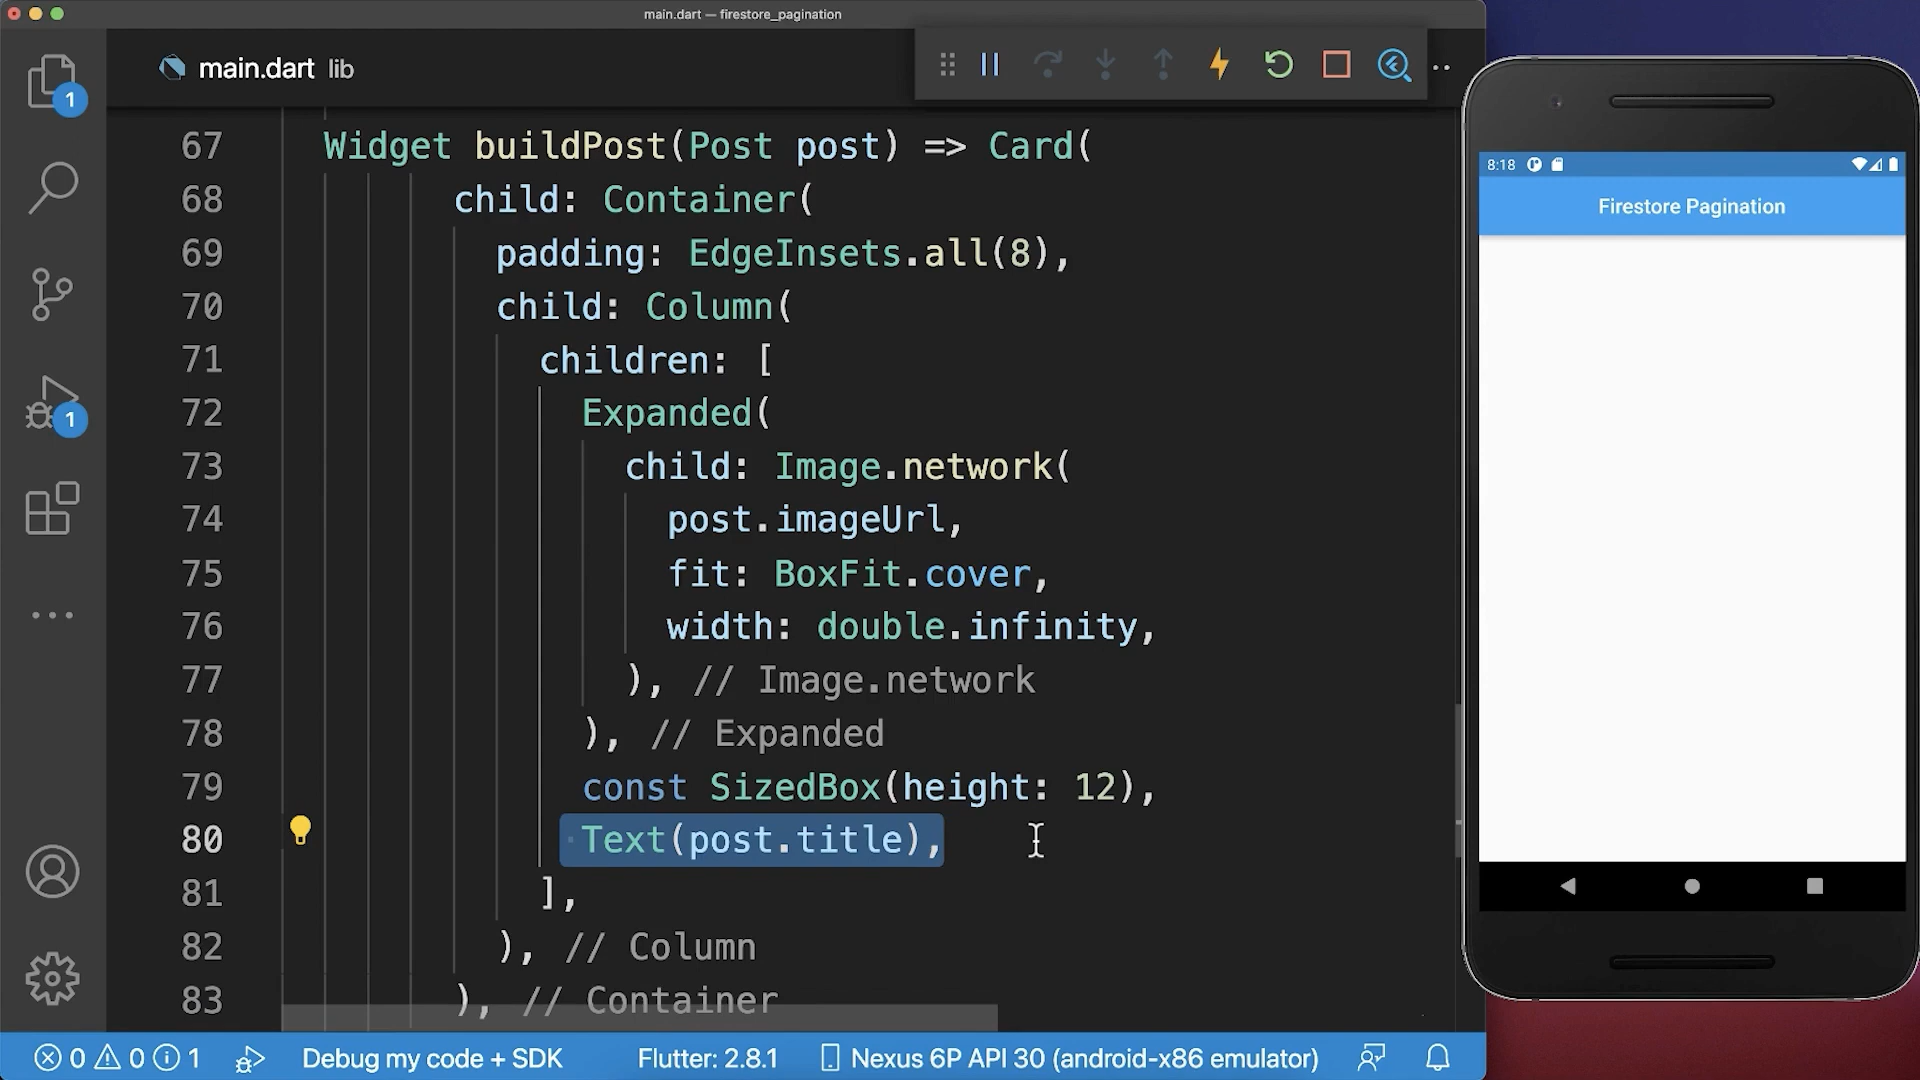 main.dart — firestore_pagination
1
main.dart lib
67 Widget buildPost(Post post) => Card(
68 child: Container(
69 padding: EdgeInsets.all(8),
70 child: Column(
71 children: [
72 Expanded(
73 child: Image.network(
74 post.imageUrl,
75 fit: BoxFit.cover,
76 width: double.infinity,
77 ), // Image.network
78 ), // Expanded
79 const SizedBox(height: 12),
80 Text(post.title),
81 ],
82 ), // Column
83 ), // Container
1
0 0 1 Debug my code + SDK Flutter: 2.8.1 Nexus 6P API 30 (android-x86 emulator)
8:18
Firestore Pagination